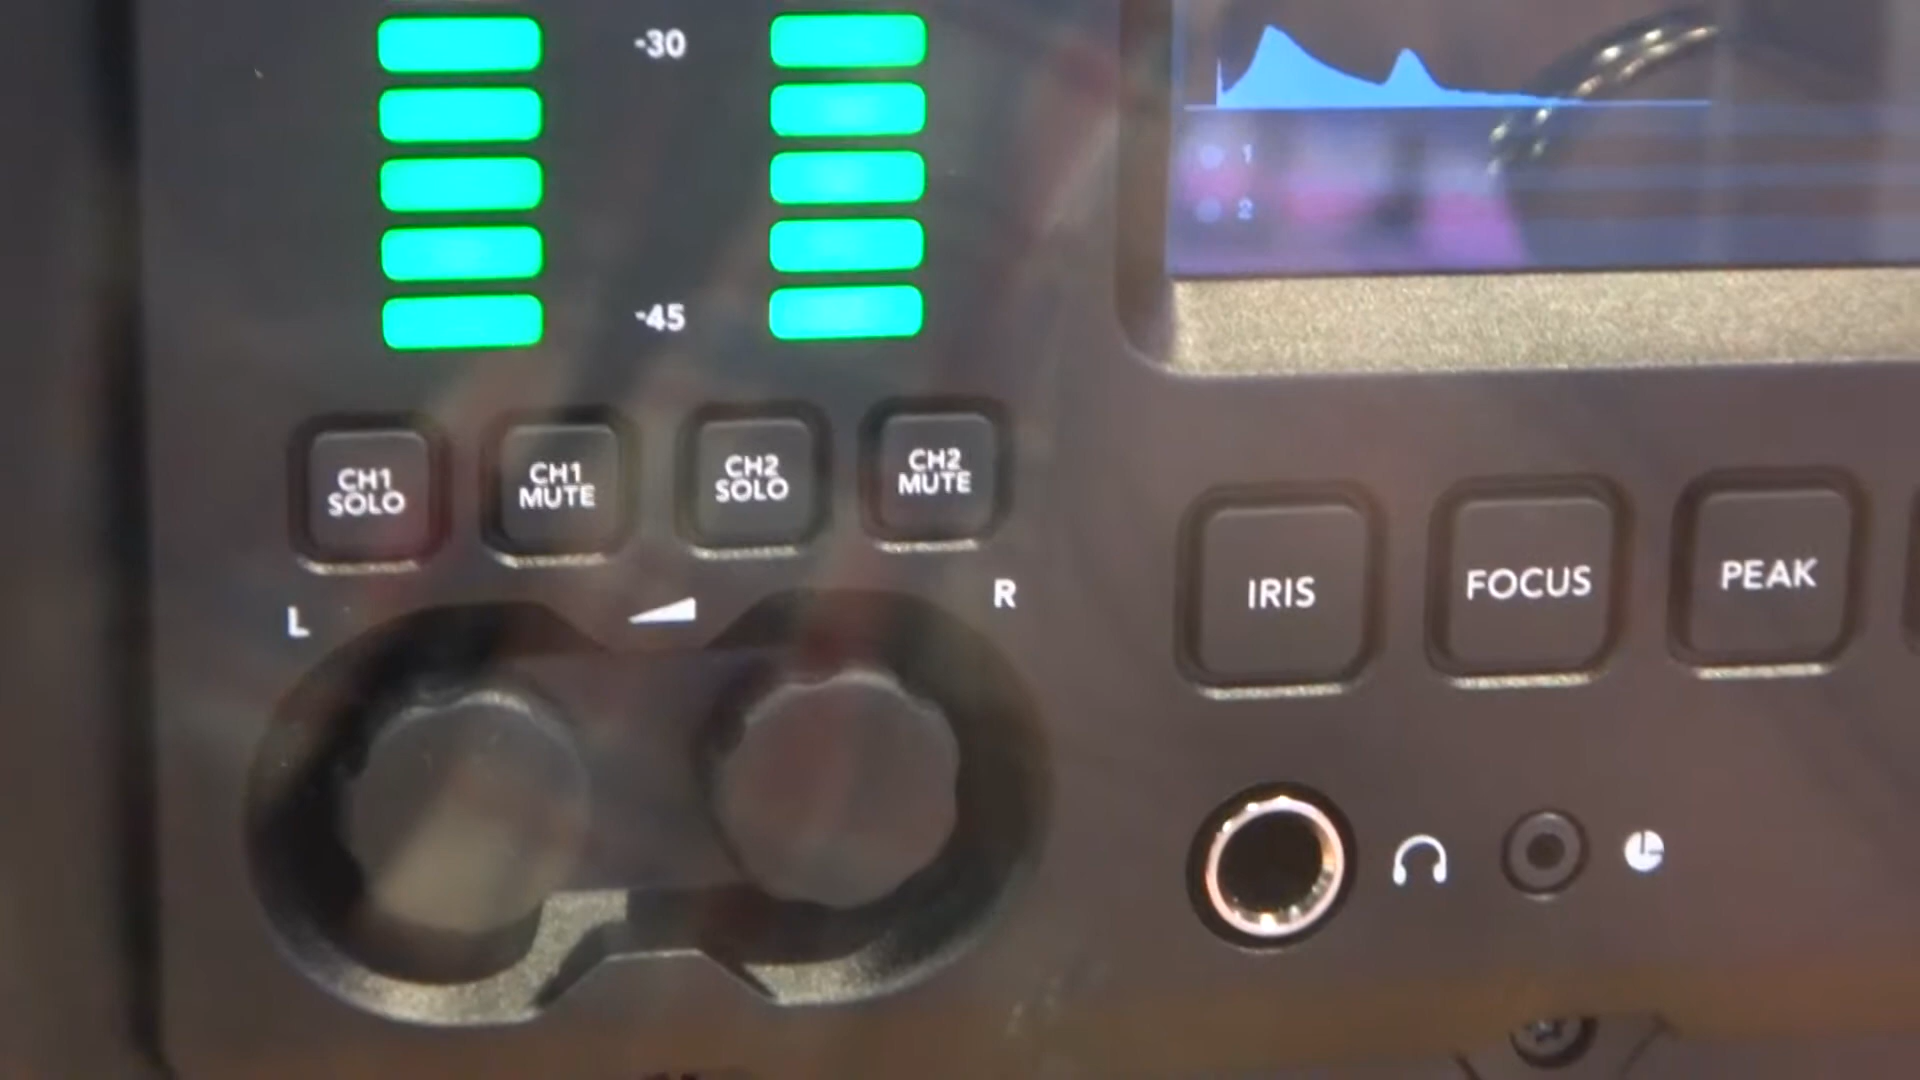 -30
-45
1
2
CH1
SOLO
CH1
MUTE
CH2
SOLO
CH2
MUTE
L
R
IRIS
FOCUS
PEAK